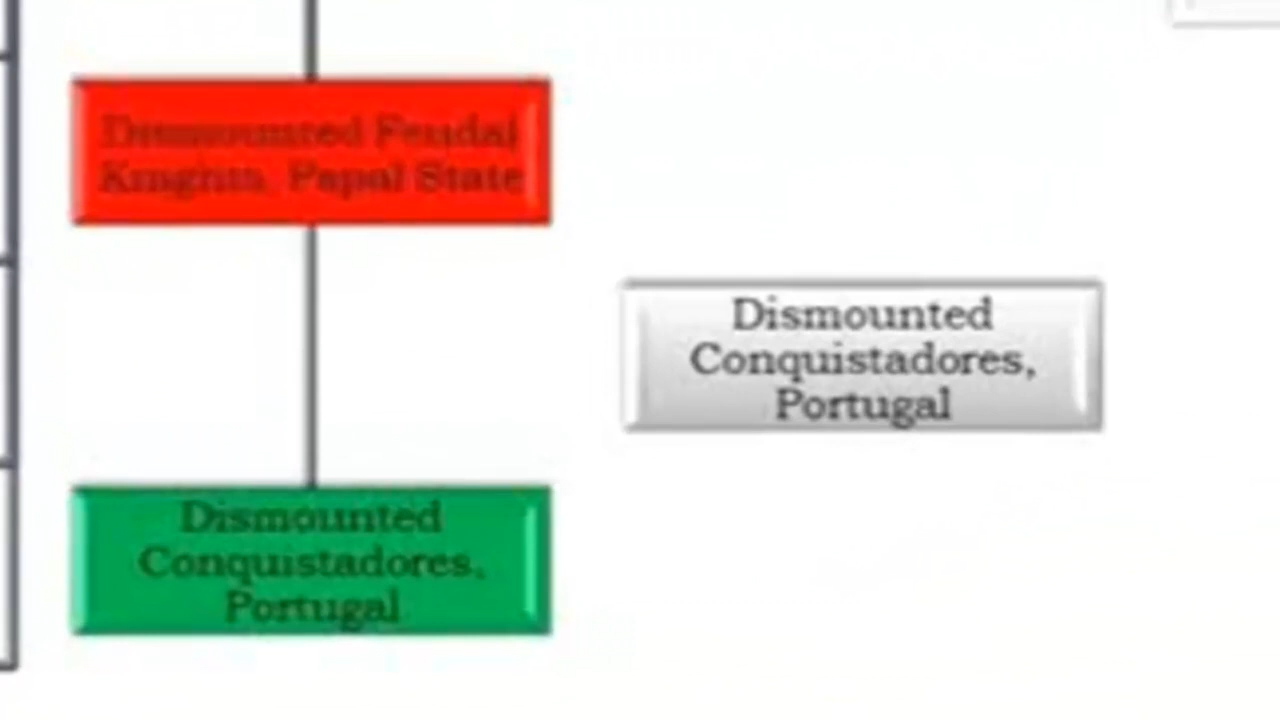 Dismounted Feudal
Knights, Papal State
Dismounted
Conquistadores,
Portugal
Dismounted
Conquistadores,
Portugal